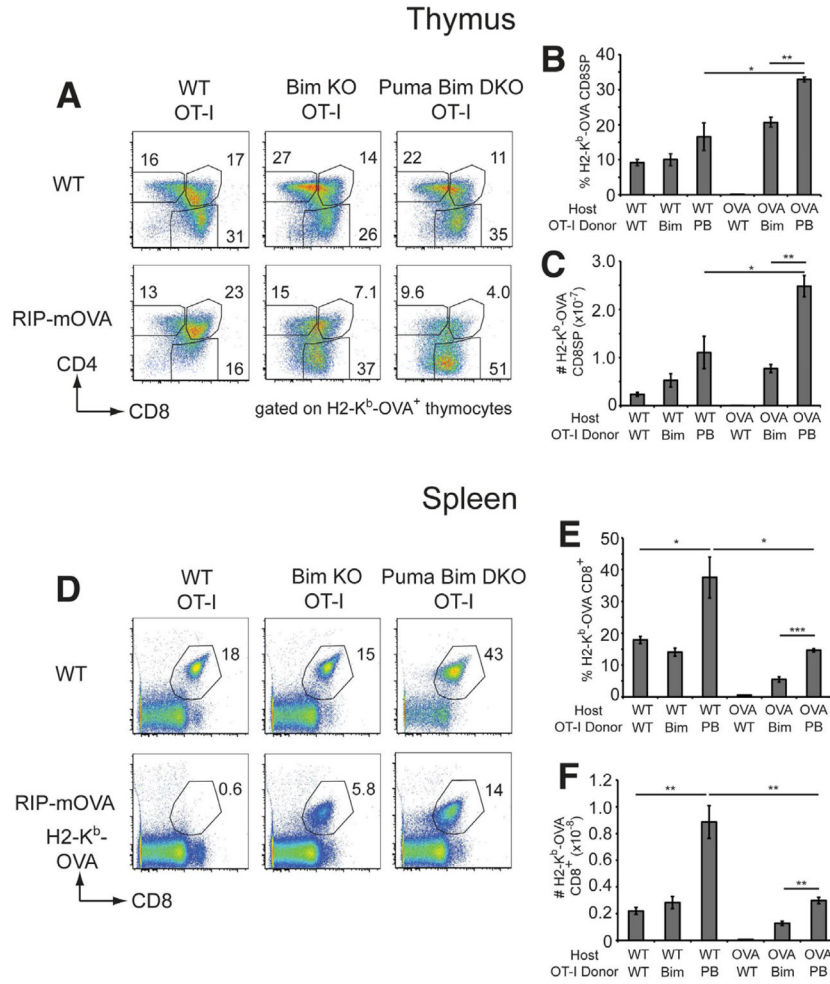 Thymus
A
WT
OT-I
Bim KO
OT-I
Puma Bim DKO
OT-I
WT
16
17
31
27
14
26
22
11
35
RIP-mOVA
13
23
16
15
7.1
37
9.6
4.0
51
CD4
CD8
gated on H2-Kᵇ-OVA⁺ thymocytes
B
% H2-Kᵇ-OVA CD8SP
40
30
20
10
0
*
**
Host WT WT WT OVA OVA OVA
OT-I Donor WT Bim PB WT Bim PB
C
# H2-Kᵇ-OVA
CD8SP (x10⁻⁷)
3.0
2.0
1.0
0
*
**
Host WT WT WT OVA OVA OVA
OT-I Donor WT Bim PB WT Bim PB
Spleen
D
WT
OT-I
Bim KO
OT-I
Puma Bim DKO
OT-I
WT
18
15
43
RIP-mOVA
0.6
5.8
14
H2-Kᵇ-
OVA
CD8
E
% H2-Kᵇ-OVA CD8⁺
50
40
30
20
10
0
*
*
***
Host WT WT WT OVA OVA OVA
OT-I Donor WT Bim PB WT Bim PB
F
# H2-Kᵇ-OVA
CD8⁺ (x10⁻⁸)
1.2
1.0
0.8
0.6
0.4
0.2
0
**
**
**
Host WT WT WT OVA OVA OVA
OT-I Donor WT Bim PB WT Bim PB